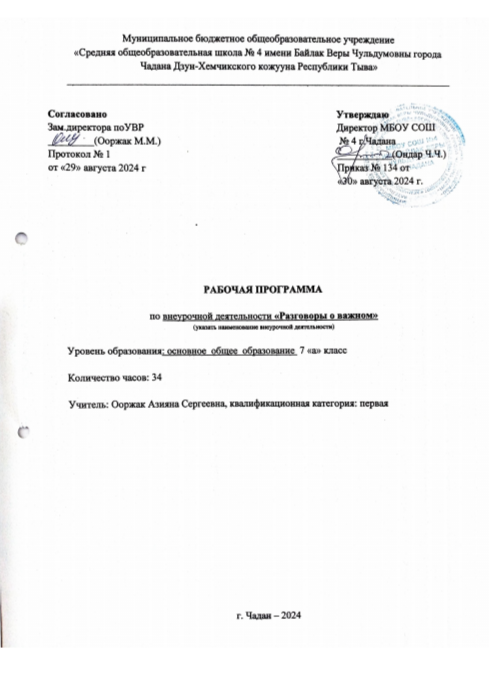 Муниципальное бюджетное общеобразовательное учреждение
«Средняя общеобразовательная школа № 4 имени Байлак Веры Чульдумовны города
Чадана Дзун-Хемчикского кожууна Республики Тыва»
Согласовано
Зам.директора поУВР
(Ооржак М.М.)
Протокол № 1
от «29» августа 2024 г
Утверждаю
Директор МБОУ СОШ
№ 4 г.Чадана
(Ондар Ч.Ч.)
Приказ № 134 от
«30» августа 2024 г.
РАБОЧАЯ ПРОГРАММА
по внеурочной деятельности «Разговоры о важном»
(указать наименование внеурочной деятельности)
Уровень образования: основное общее образование 7 «а» класс
Количество часов: 34
Учитель: Ооржак Азияна Сергеевна, квалификационная категория: первая
г. Чадан – 2024